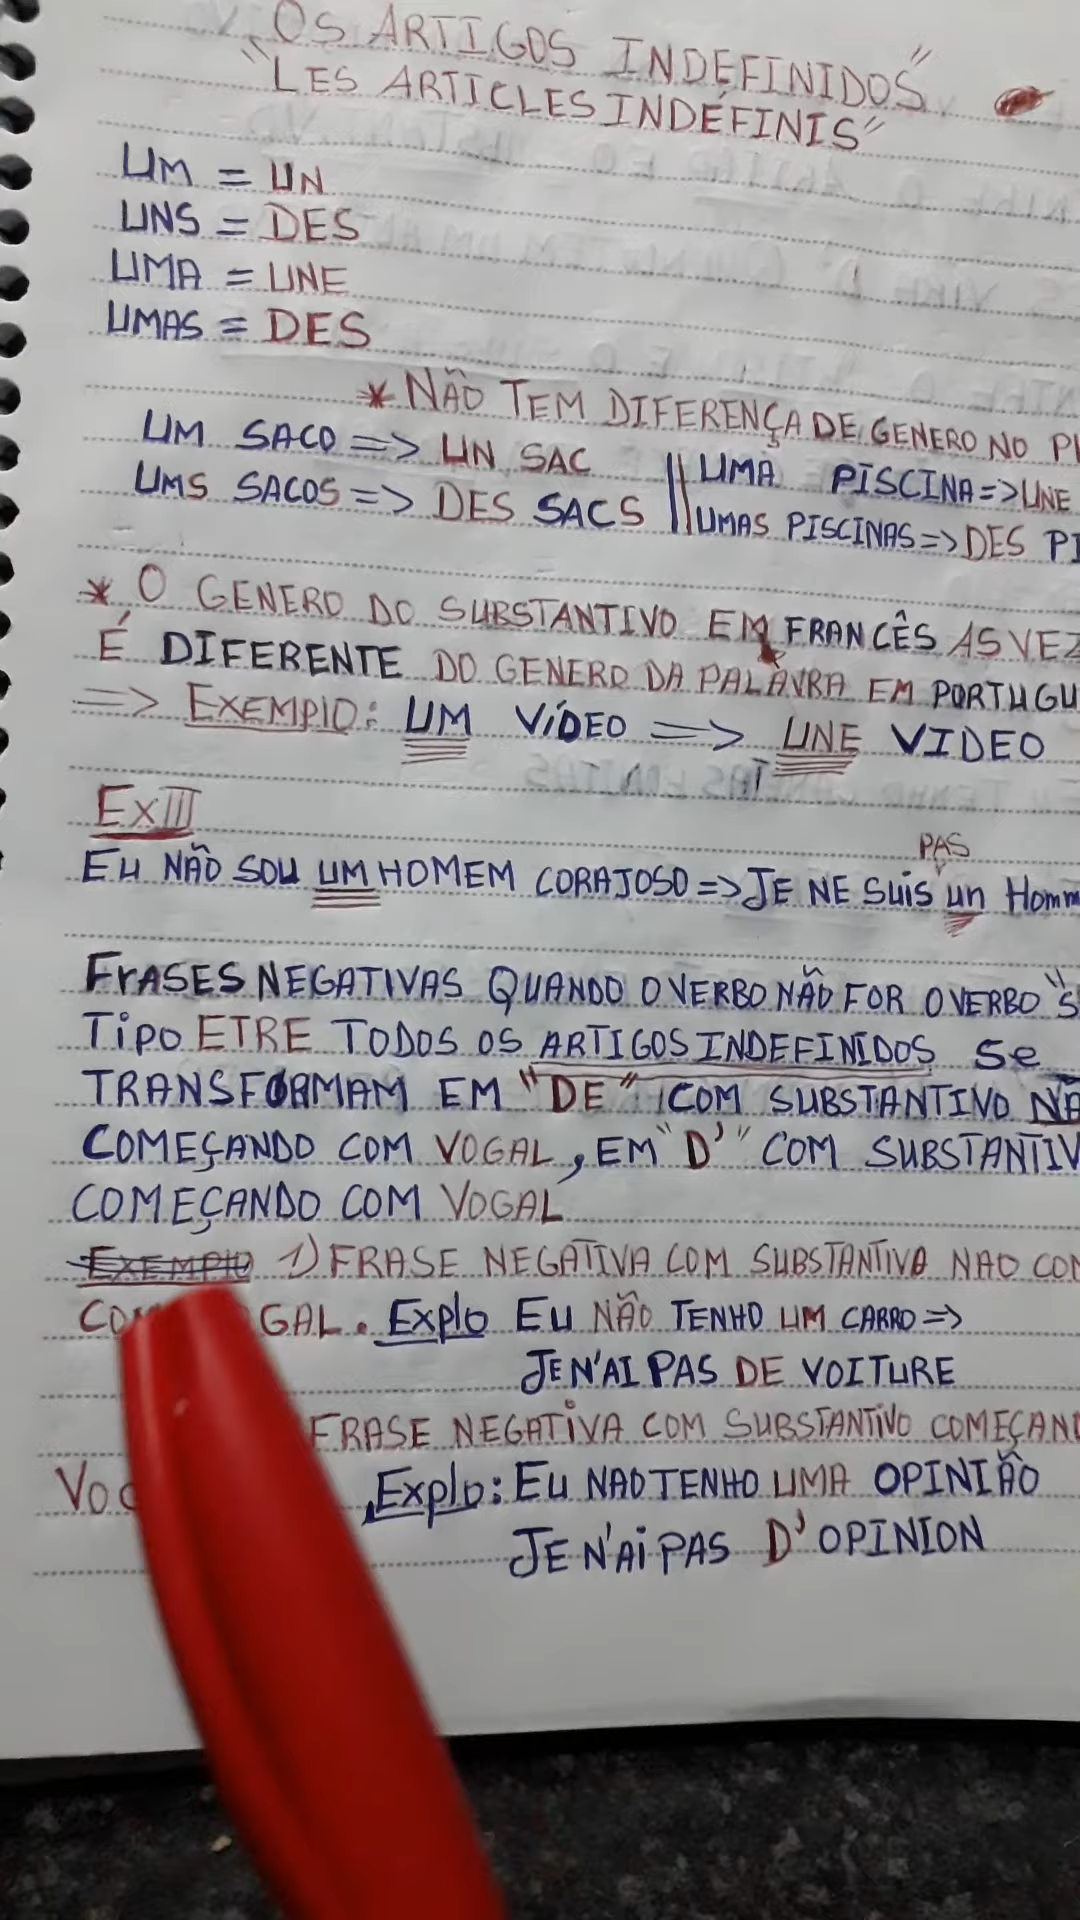 "OS ARTIGOS INDEFINIDOS"
"LES ARTICLES INDÉFINIS"
UM = UN
UNS = DES
UMA = UNE
UMAS = DES
* NÃO TEM DIFERENÇA DE GENERO NO
UM SACO => UN SAC || UMA PISCINA => UNE
UMS SACOS => DES SACS || UMAS PISCINAS => DES
* O GENERO DO SUBSTANTIVO EM FRANCÊS AS
É DIFERENTE DO GENERO DA PALAVRA EM
=> EXEMPLO: UM VÍDEO => UNE VIDEO
EX III
PAS
EU NÃO SOU UM HOMEM CORAJOSO => JE NE SUIS un
FRASES NEGATIVAS QUANDO O VERBO NÃO FOR O VERBO
TIPO ETRE TODOS OS ARTIGOS INDEFINIDOS Se
TRANSFORMAM EM "DE" COM SUBSTANTIVO
COMEÇANDO COM VOGAL, EM "D'" COM
COMEÇANDO COM VOGAL
EXEMPLO 1) FRASE NEGATIVA COM SUBSTANTIVO NAO
Explo EU NÃO TENHO UM CARRO =>
JE N'AI PAS DE VOITURE
FRASE NEGATIVA COM SUBSTANTIVO
Explo: EU NAO TENHO UMA OPINIÃO
JE N'Ai PAS D'OPINION